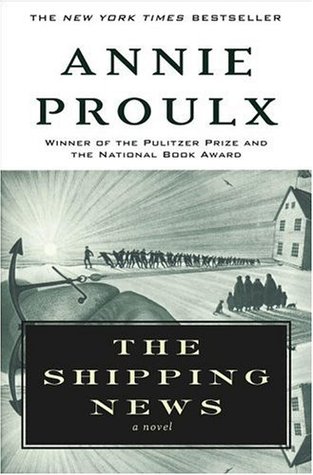 THE NEW YORK TIMES BESTSELLER
ANNIE
PROULX
WINNER OF THE PULITZER PRIZE AND
THE NATIONAL BOOK AWARD
THE
SHIPPING
NEWS
a novel